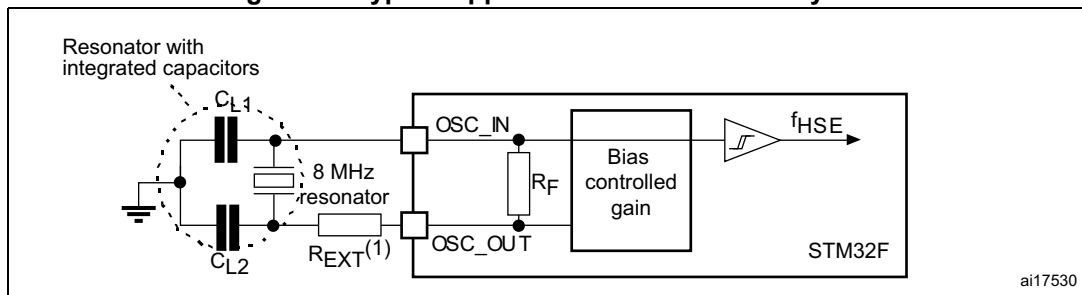 Resonator with
integrated capacitors
CL1
OSC_IN
fHSE
8 MHz
resonator
RF
Bias
controlled
gain
REXT(1)
OSC_OUT
STM32F
CL2
ai17530